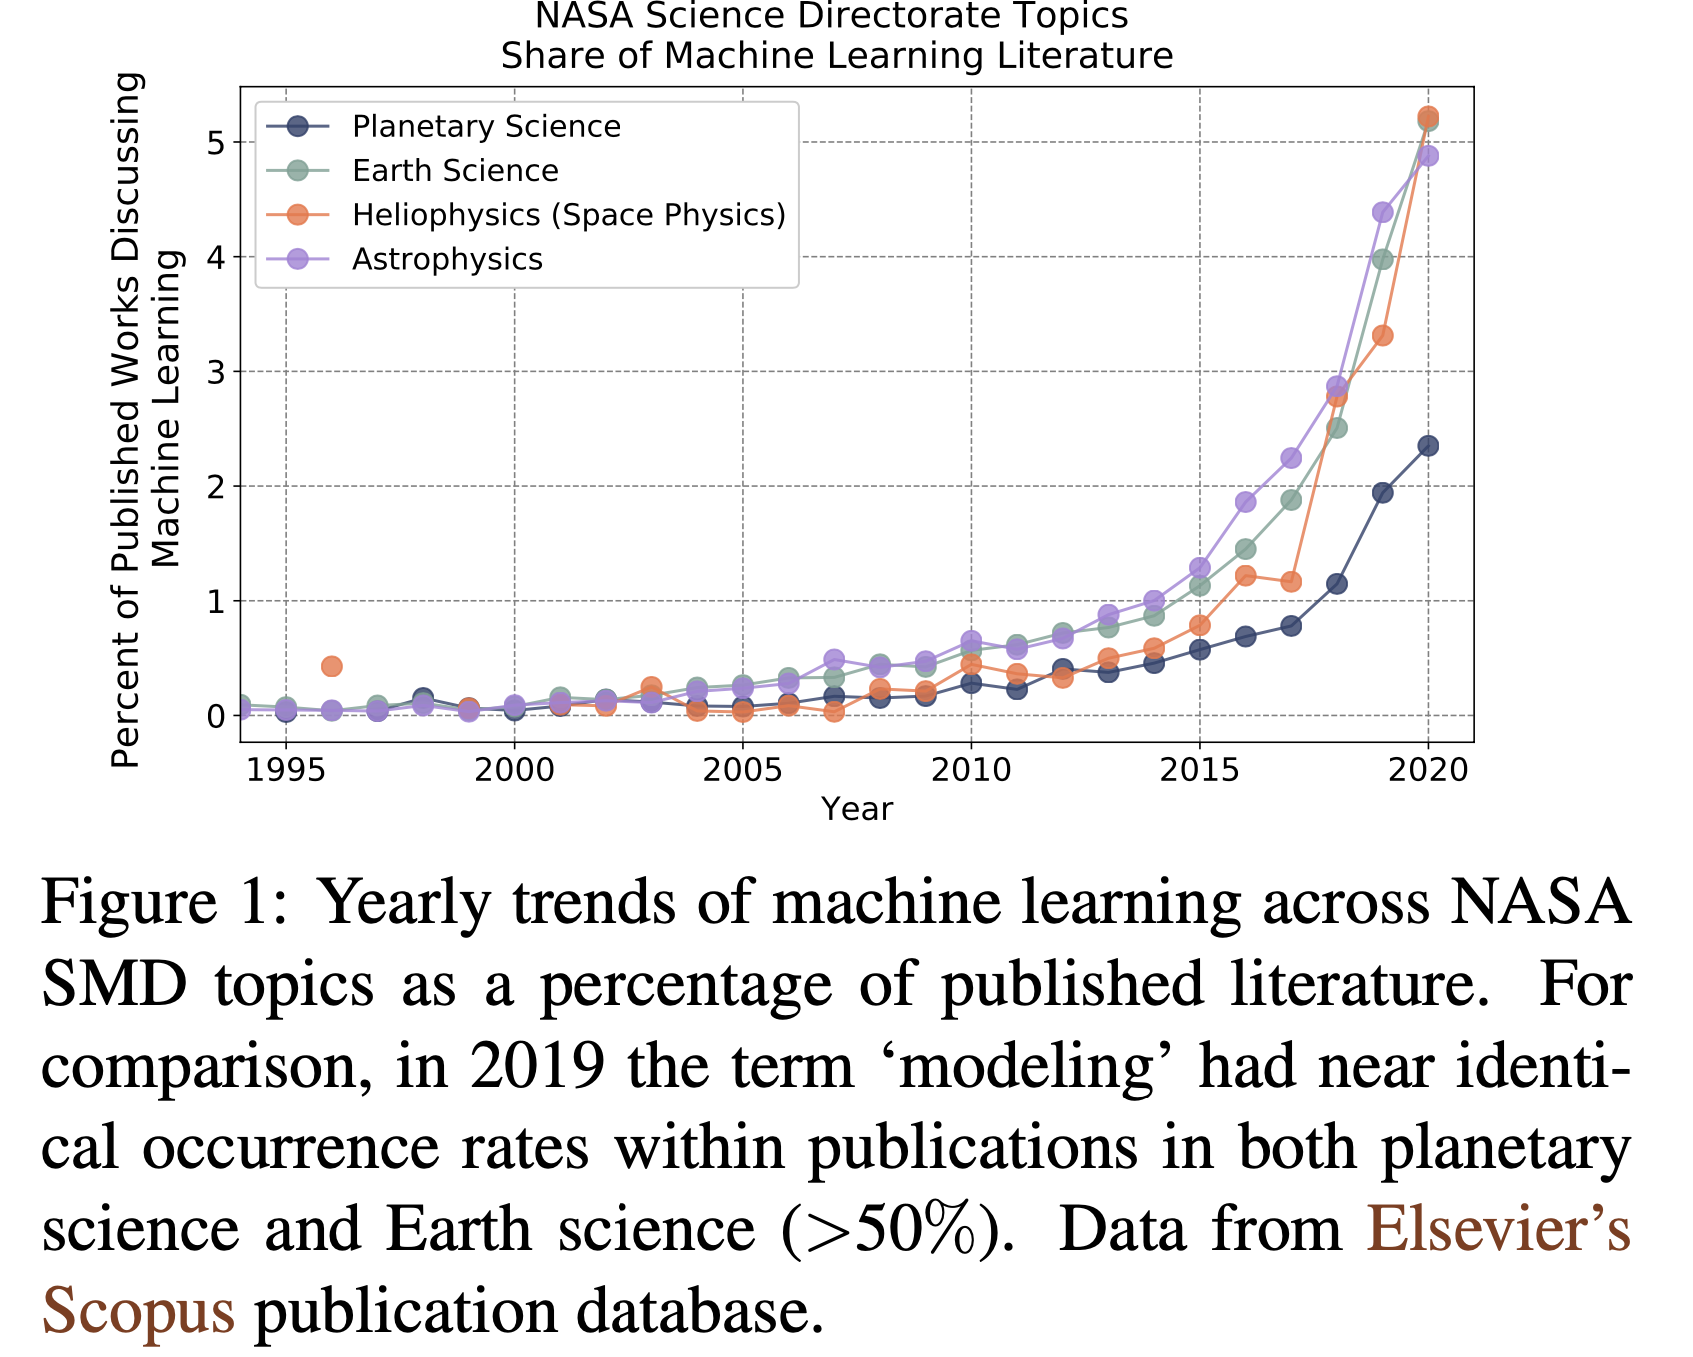 NASA Science Directorate Topics
Share of Machine Learning Literature
Percent of Published Works Discussing
Machine Learning
Planetary Science
Earth Science
Heliophysics (Space Physics)
Astrophysics
5
4
3
2
1
0
1995 2000 2005 2010 2015 2020
Year
Figure 1: Yearly trends of machine learning across NASA
SMD topics as a percentage of published literature. For
comparison, in 2019 the term ‘modeling’ had near identi-
cal occurrence rates within publications in both planetary
science and Earth science (>50%). Data from Elsevier’s
Scopus publication database.